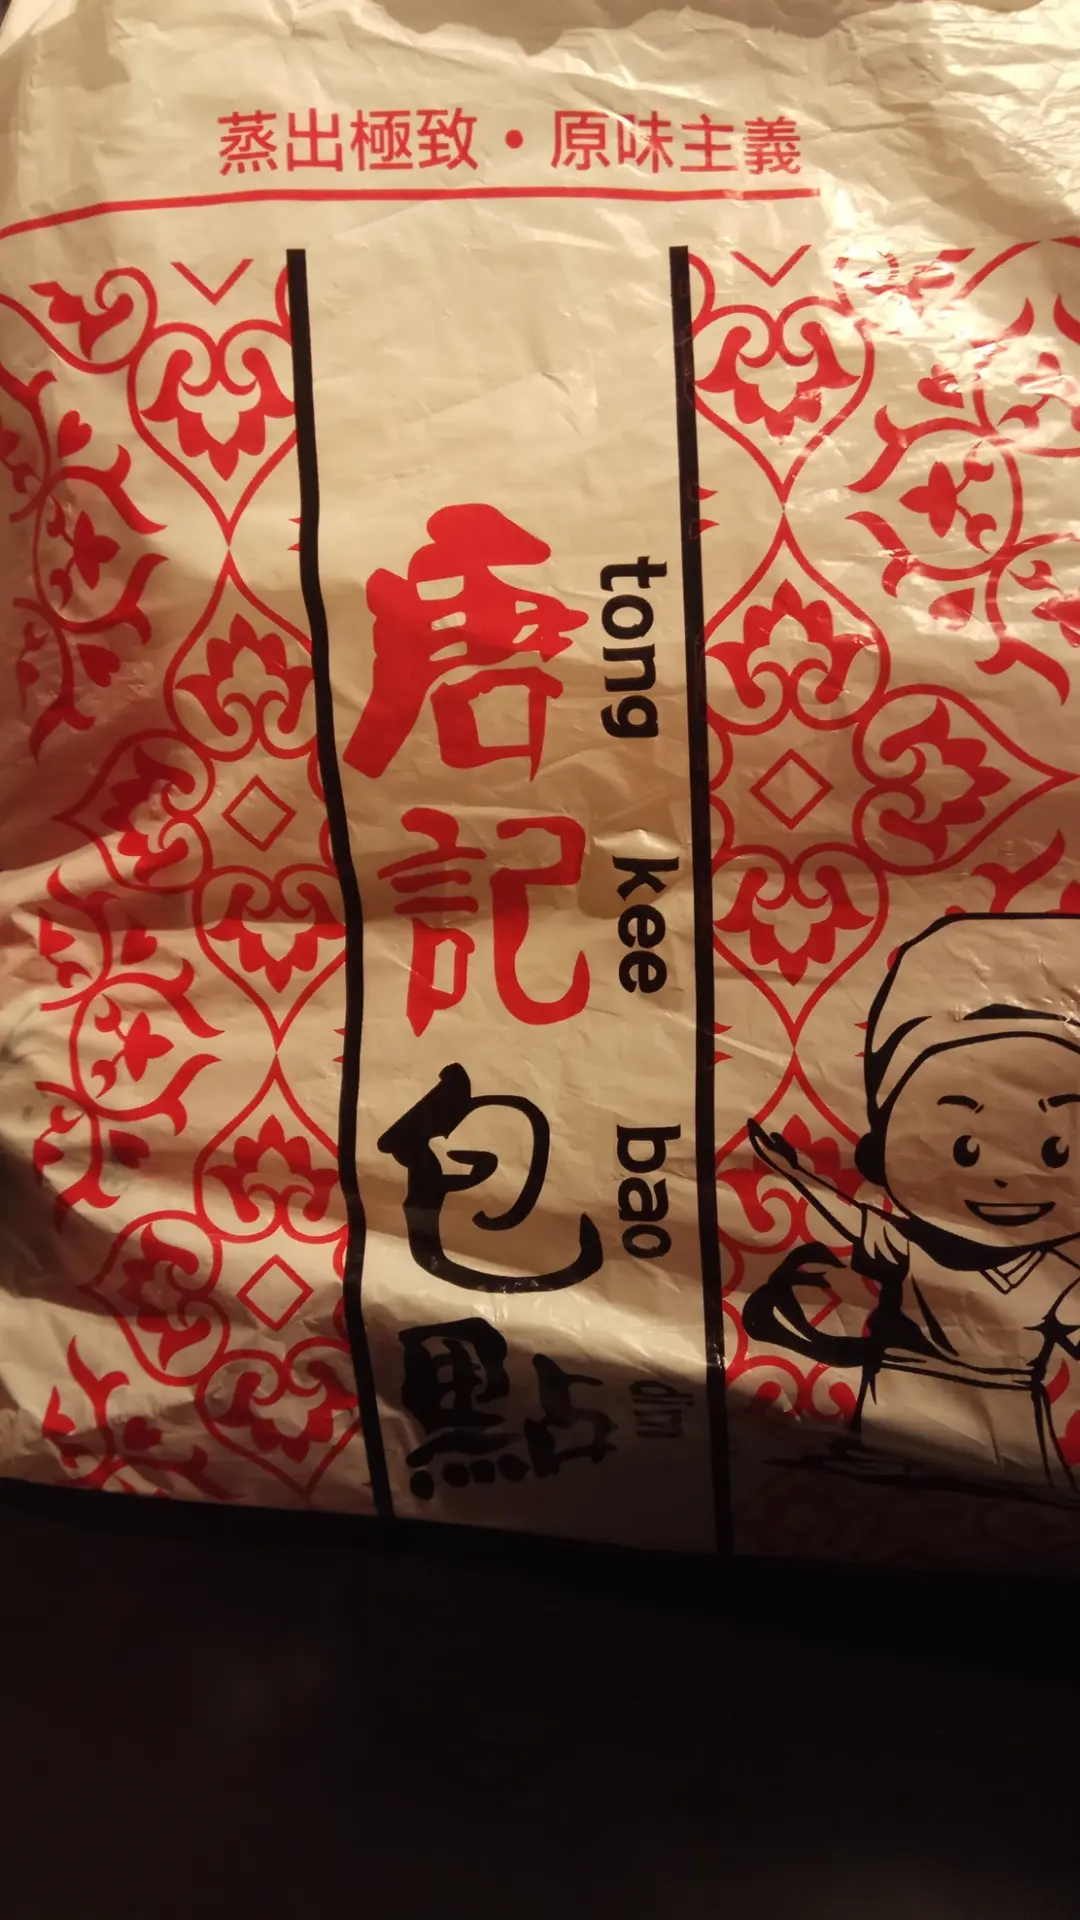 蒸出極致・原味主義
唐記包點
tong kee bao dim